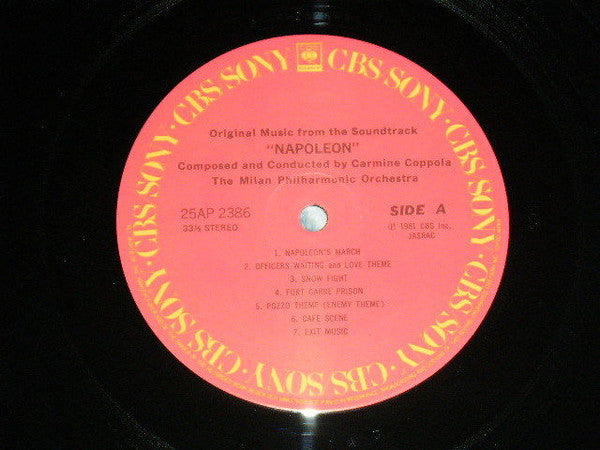 CBS SONY · CBS SONY · CBS SONY · CBS SONY · CBS SONY · CBS SONY
Original Music from the Soundtrack
"NAPOLEON"
Composed and Conducted by Carmine Coppola
The Milan Philharmonic Orchestra
25AP 2386
SIDE A
33⅓ STEREO
℗ 1981 CBS Inc.
JASRAC
1. NAPOLEON'S MARCH
2. OFFICERS WAITING and LOVE THEME
3. SNOW FIGHT
4. FORT CARRE PRISON
5. POZZO THEME (ENEMY THEME)
6. CAFE SCENE
7. EXIT MUSIC